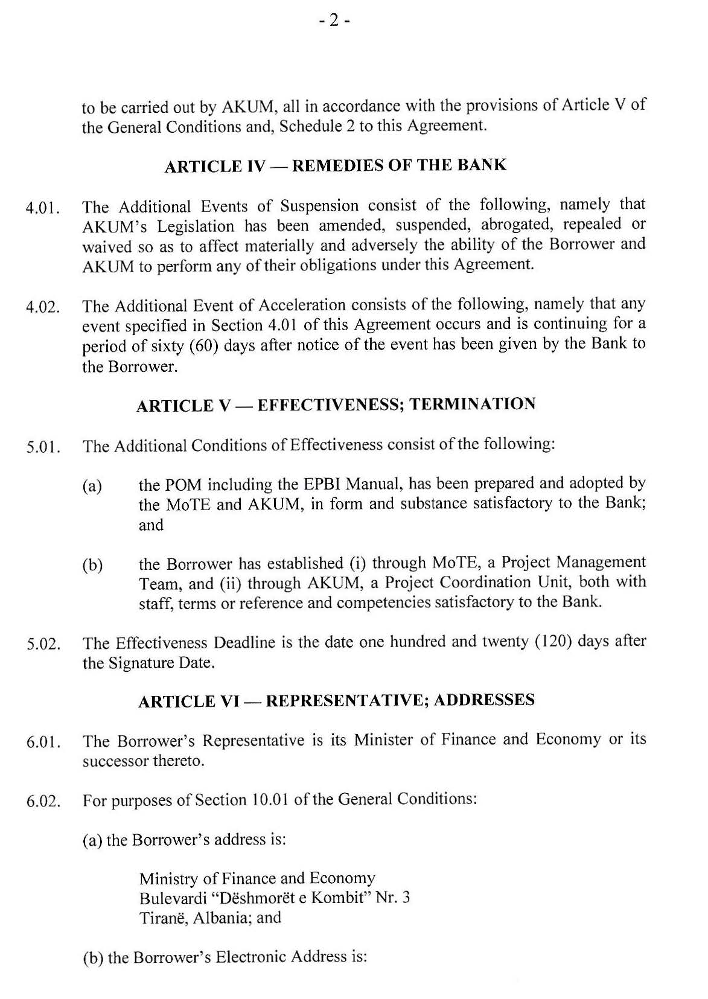 - 2 -
to be carried out by AKUM, all in accordance with the provisions of Article V of
the General Conditions and, Schedule 2 to this Agreement.
ARTICLE IV — REMEDIES OF THE BANK
4.01. The Additional Events of Suspension consist of the following, namely that
AKUM's Legislation has been amended, suspended, abrogated, repealed or
waived so as to affect materially and adversely the ability of the Borrower and
AKUM to perform any of their obligations under this Agreement.
4.02. The Additional Event of Acceleration consists of the following, namely that any
event specified in Section 4.01 of this Agreement occurs and is continuing for a
period of sixty (60) days after notice of the event has been given by the Bank to
the Borrower.
ARTICLE V — EFFECTIVENESS; TERMINATION
5.01. The Additional Conditions of Effectiveness consist of the following:
(a) the POM including the EPBI Manual, has been prepared and adopted by
the MoTE and AKUM, in form and substance satisfactory to the Bank;
and
(b) the Borrower has established (i) through MoTE, a Project Management
Team, and (ii) through AKUM, a Project Coordination Unit, both with
staff, terms or reference and competencies satisfactory to the Bank.
5.02. The Effectiveness Deadline is the date one hundred and twenty (120) days after
the Signature Date.
ARTICLE VI — REPRESENTATIVE; ADDRESSES
6.01. The Borrower's Representative is its Minister of Finance and Economy or its
successor thereto.
6.02. For purposes of Section 10.01 of the General Conditions:
(a) the Borrower's address is:
Ministry of Finance and Economy
Bulevardi “Dëshmorët e Kombit” Nr. 3
Tiranë, Albania; and
(b) the Borrower's Electronic Address is: